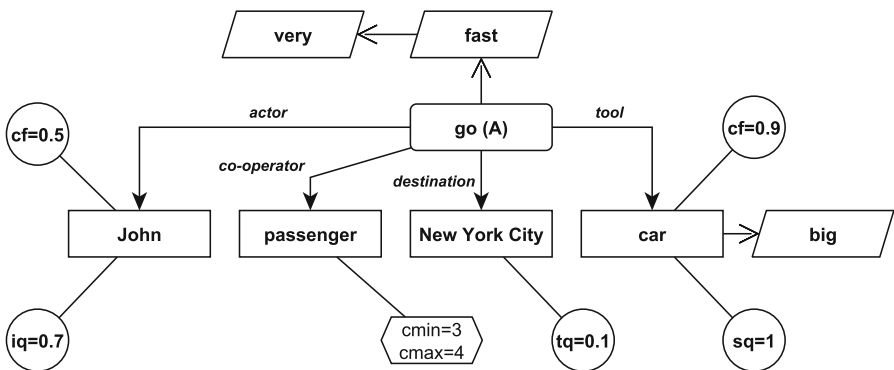 very
fast
actor
go (A)
tool
cf=0.5
cf=0.9
co-operator
destination
John
passenger
New York City
car
big
iq=0.7
cmin=3
cmax=4
tq=0.1
sq=1